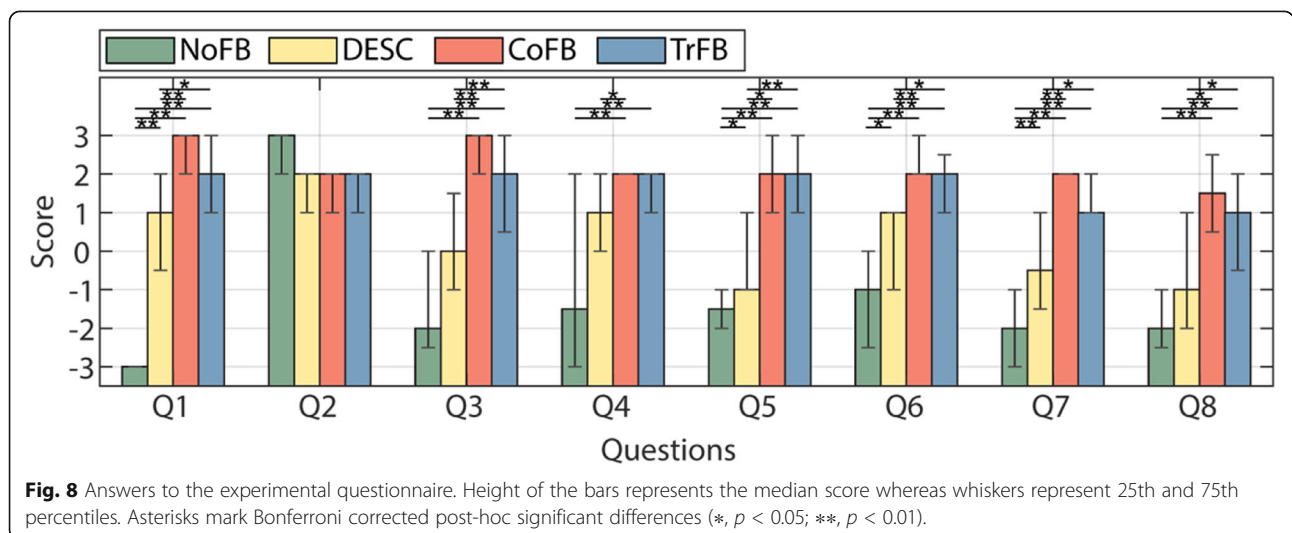 NoFB DESC CoFB TrFB
* ** * *
** ** * * ** ** *
** ** ** ** ** ** **
** ** ** ** ** ** **
** * * **
3
2
1
0
-1
-2
-3
Score
Q1 Q2 Q3 Q4 Q5 Q6 Q7 Q8
Questions
Fig. 8 Answers to the experimental questionnaire. Height of the bars represents the median score whereas whiskers represent 25th and 75th
percentiles. Asterisks mark Bonferroni corrected post-hoc significant differences (*, p < 0.05; **, p < 0.01).